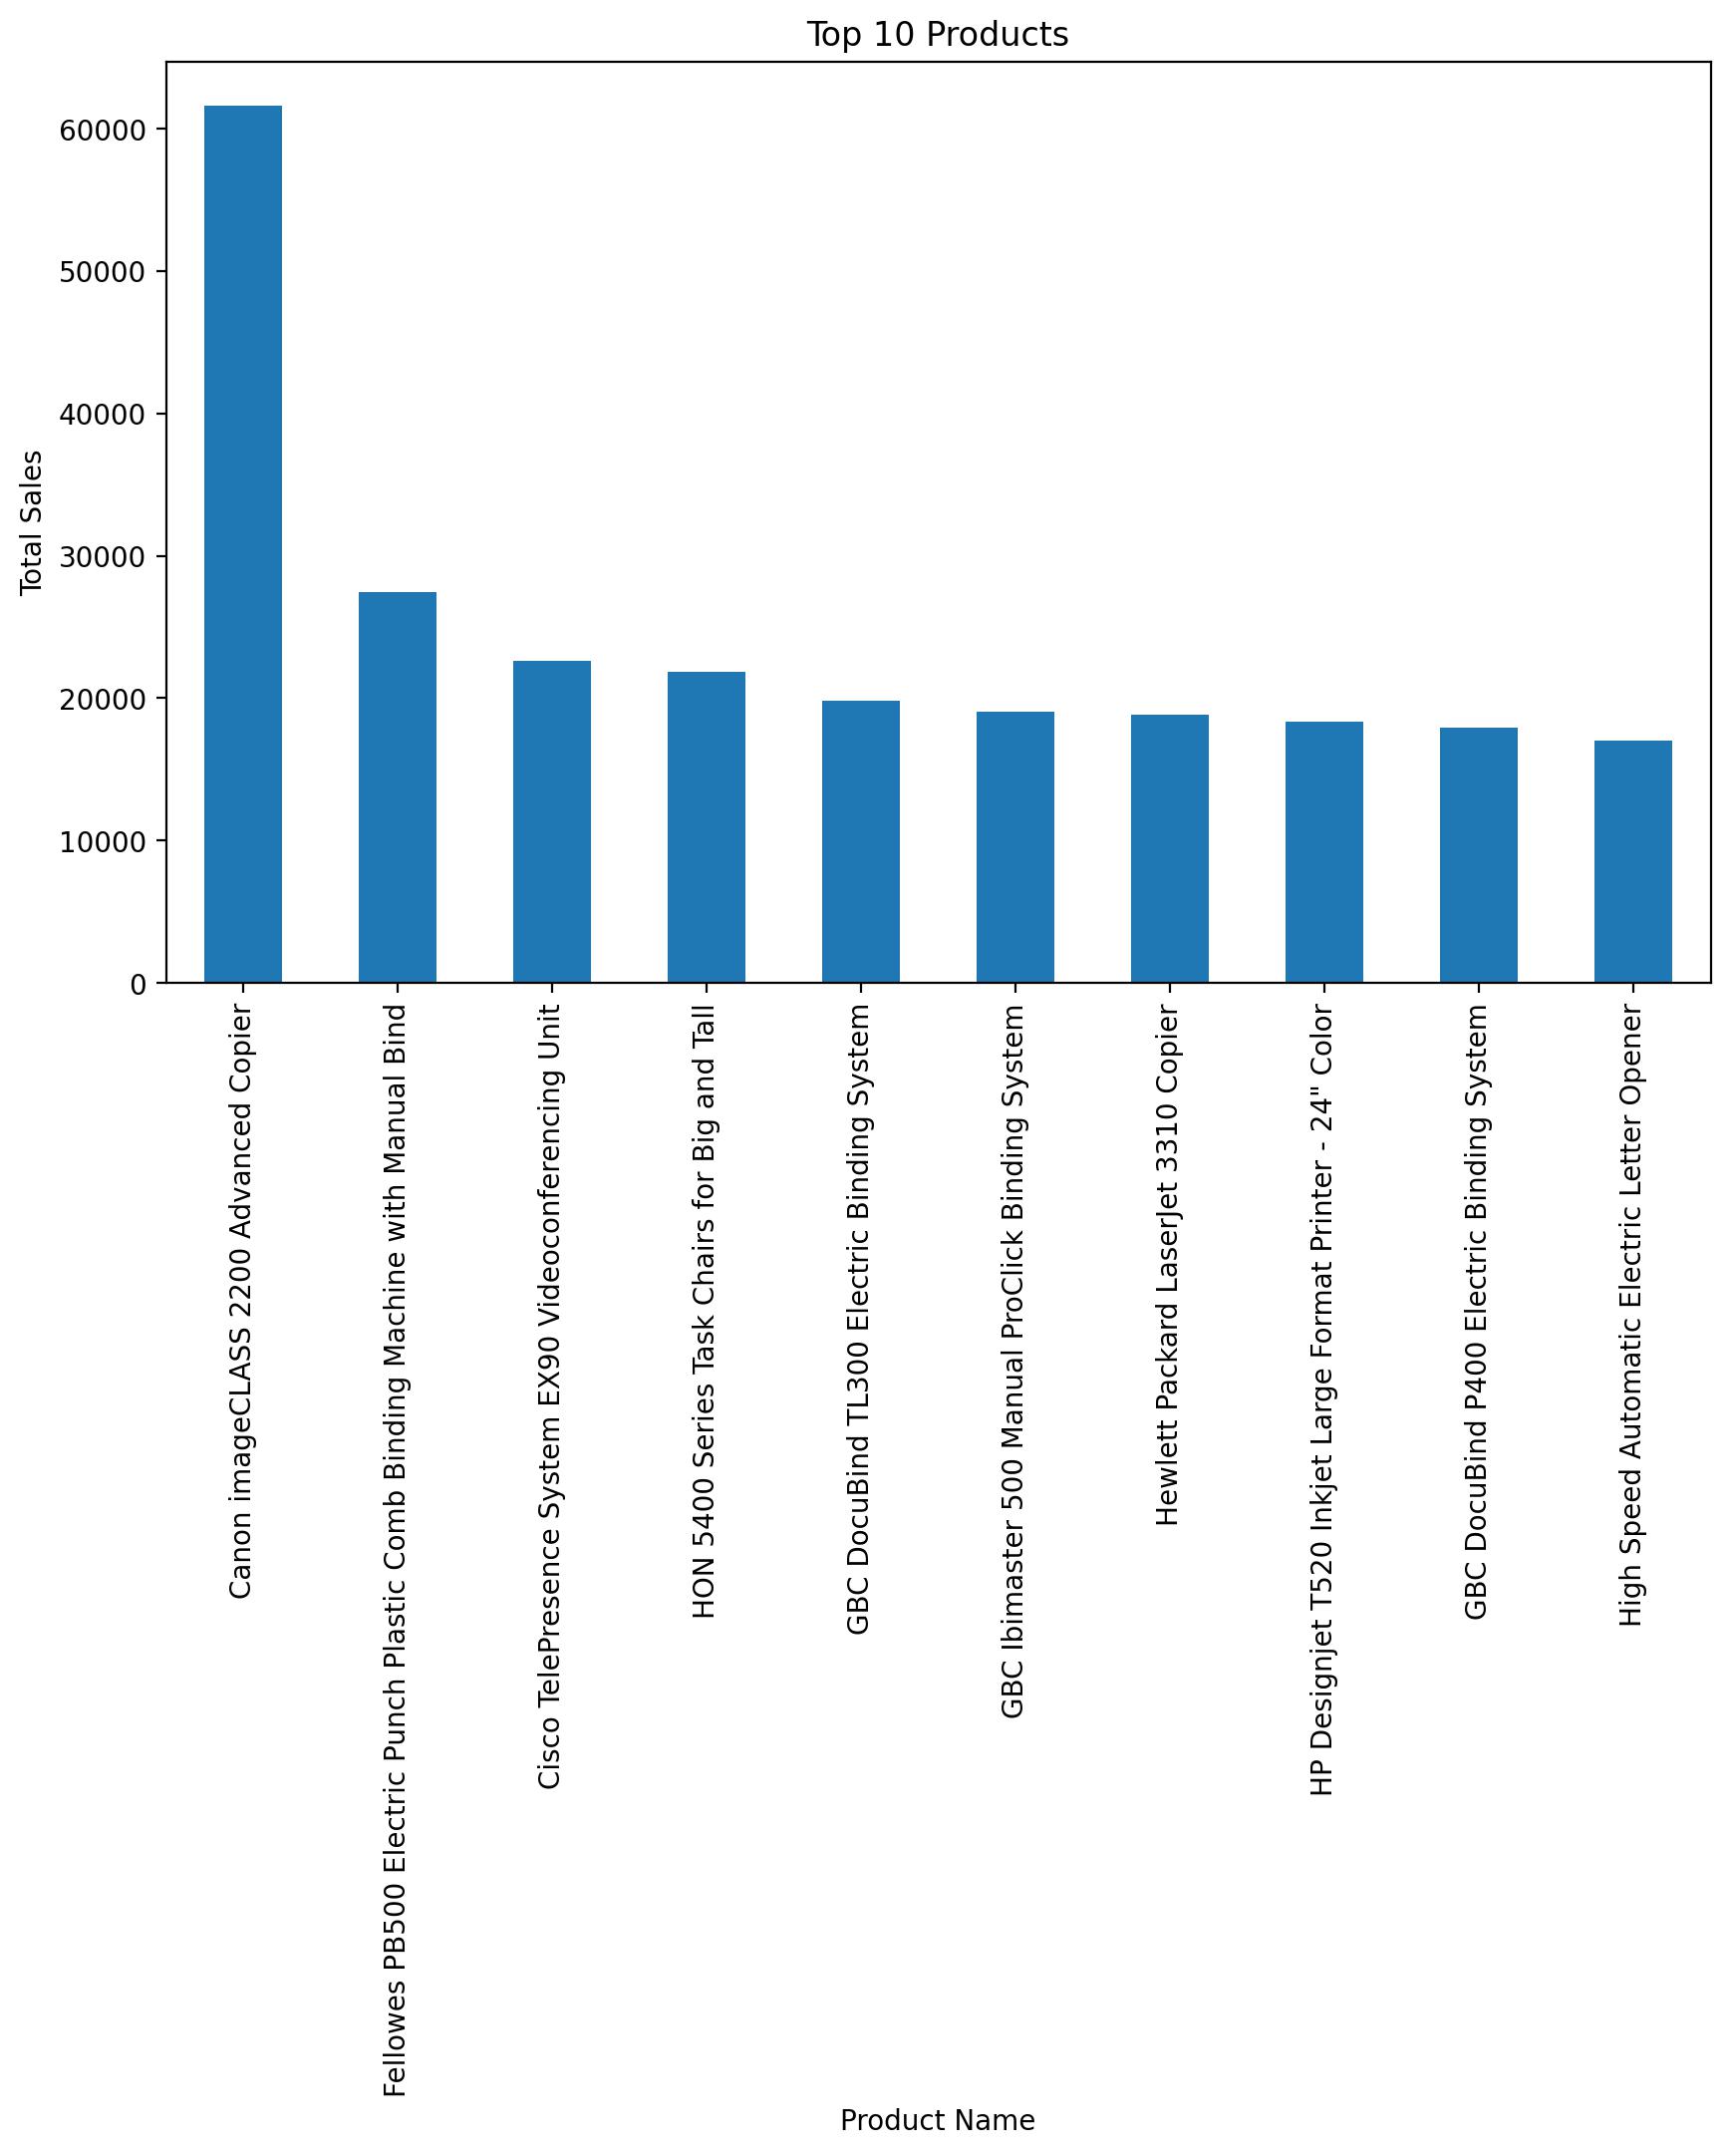 Top 10 Products
Total Sales
60000
50000
40000
30000
20000
10000
0
Canon imageCLASS 2200 Advanced Copier
Fellowes PB500 Electric Punch Plastic Comb Binding Machine with Manual Bind
Cisco TelePresence System EX90 Videoconferencing Unit
HON 5400 Series Task Chairs for Big and Tall
GBC DocuBind TL300 Electric Binding System
GBC Ibimaster 500 Manual ProClick Binding System
Hewlett Packard LaserJet 3310 Copier
HP Designjet T520 Inkjet Large Format Printer - 24" Color
GBC DocuBind P400 Electric Binding System
High Speed Automatic Electric Letter Opener
Product Name